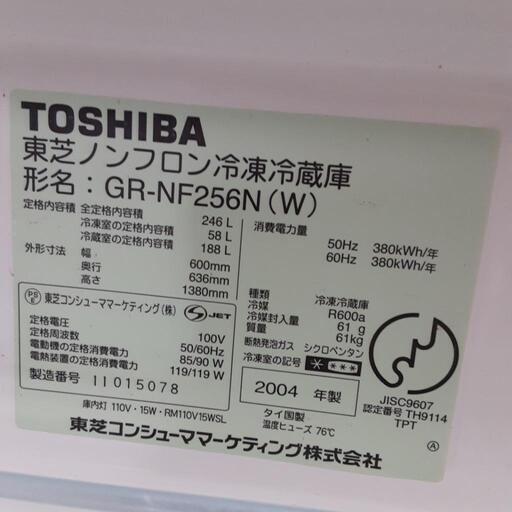 TOSHIBA
東芝ノンフロン冷凍冷蔵庫
形名：GR-NF256N(W)
定格内容積 全定格内容積 246 L
冷凍室の定格内容積 58 L
冷蔵室の定格内容積 188 L
外形寸法 幅 600mm
奥行 636mm
高さ 1380mm
消費電力量
50Hz 380kWh/年
60Hz 380kWh/年
種類 冷凍冷蔵庫
冷媒 R600a
冷媒封入量 61 g
質量 61kg
断熱発泡ガス シクロペンタン
冷凍室の記号 * ***
PS E 東芝コンシューママーケティング(株) JET
定格電圧 100V
定格周波数 50/60Hz
電動機の定格消費電力 85/90 W
電熱装置の定格消費電力 119/119 W
製造番号 11015078
2004 年製
JISC9607
認定番号 TH9114
TPT
庫内灯 110V・15W・RM110V15WSL
タイ国製
温度ヒューズ 76℃
東芝コンシューママーケティング株式会社
A